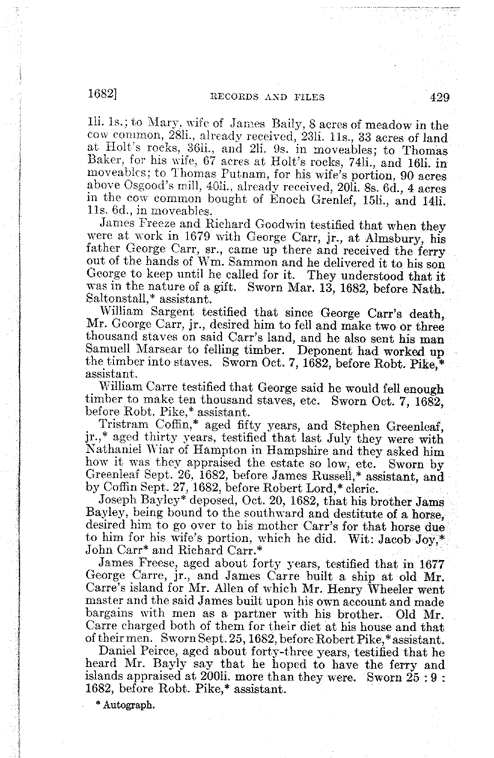 1682] RECORDS AND FILES 429
1li. 1s.; to Mary, wife of James Baily, 8 acres of meadow in the
cow common, 28li., already received, 23li. 11s., 33 acres of land
at Holt's rocks, 36li., and 2li. 9s. in moveables; to Thomas
Baker, for his wife, 67 acres at Holt's rocks, 74li., and 16li. in
moveables; to Thomas Putnam, for his wife's portion, 90 acres
above Osgood's mill, 40li., already received, 20li. 8s. 6d., 4 acres
in the cow common bought of Enoch Grenlef, 15li., and 14li.
11s. 6d., in moveables.
James Freeze and Richard Goodwin testified that when they
were at work in 1679 with George Carr, jr., at Almsbury, his
father George Carr, sr., came up there and received the ferry
out of the hands of Wm. Sammon and he delivered it to his son
George to keep until he called for it. They understood that it
was in the nature of a gift. Sworn Mar. 13, 1682, before Nath.
Saltonstall,* assistant.
William Sargent testified that since George Carr's death,
Mr. George Carr, jr., desired him to fell and make two or three
thousand staves on said Carr's land, and he also sent his man
Samuell Marsear to felling timber. Deponent had worked up
the timber into staves. Sworn Oct. 7, 1682, before Robt. Pike,*
assistant.
William Carre testified that George said he would fell enough
timber to make ten thousand staves, etc. Sworn Oct. 7, 1682,
before Robt. Pike,* assistant.
Tristram Coffin,* aged fifty years, and Stephen Greenleaf,
jr.,* aged thirty years, testified that last July they were with
Nathaniel Wiar of Hampton in Hampshire and they asked him
how it was they appraised the estate so low, etc. Sworn by
Greenleaf Sept. 26, 1682, before James Russell,* assistant, and
by Coffin Sept. 27, 1682, before Robert Lord,* cleric.
Joseph Bayley* deposed, Oct. 20, 1682, that his brother Jams
Bayley, being bound to the southward and destitute of a horse,
desired him to go over to his mother Carr's for that horse due
to him for his wife's portion, which he did. Wit: Jacob Joy,*
John Carr* and Richard Carr.*
James Freese, aged about forty years, testified that in 1677
George Carre, jr., and James Carre built a ship at old Mr.
Carre's island for Mr. Allen of which Mr. Henry Wheeler went
master and the said James built upon his own account and made
bargains with men as a partner with his brother. Old Mr.
Carre charged both of them for their diet at his house and that
of their men. Sworn Sept. 25, 1682, before Robert Pike,* assistant.
Daniel Peirce, aged about forty-three years, testified that he
heard Mr. Bayly say that he hoped to have the ferry and
islands appraised at 200li. more than they were. Sworn 25 : 9 :
1682, before Robt. Pike,* assistant.
* Autograph.